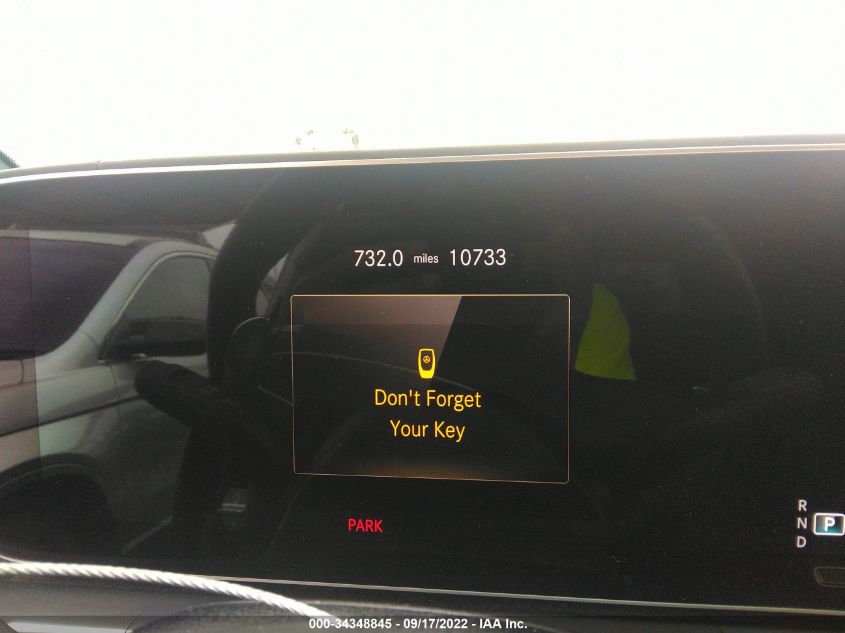 732.0 miles 10733
Don't Forget
Your Key
PARK
R
N P
D
000-34348845 - 09/17/2022 - IAA Inc.